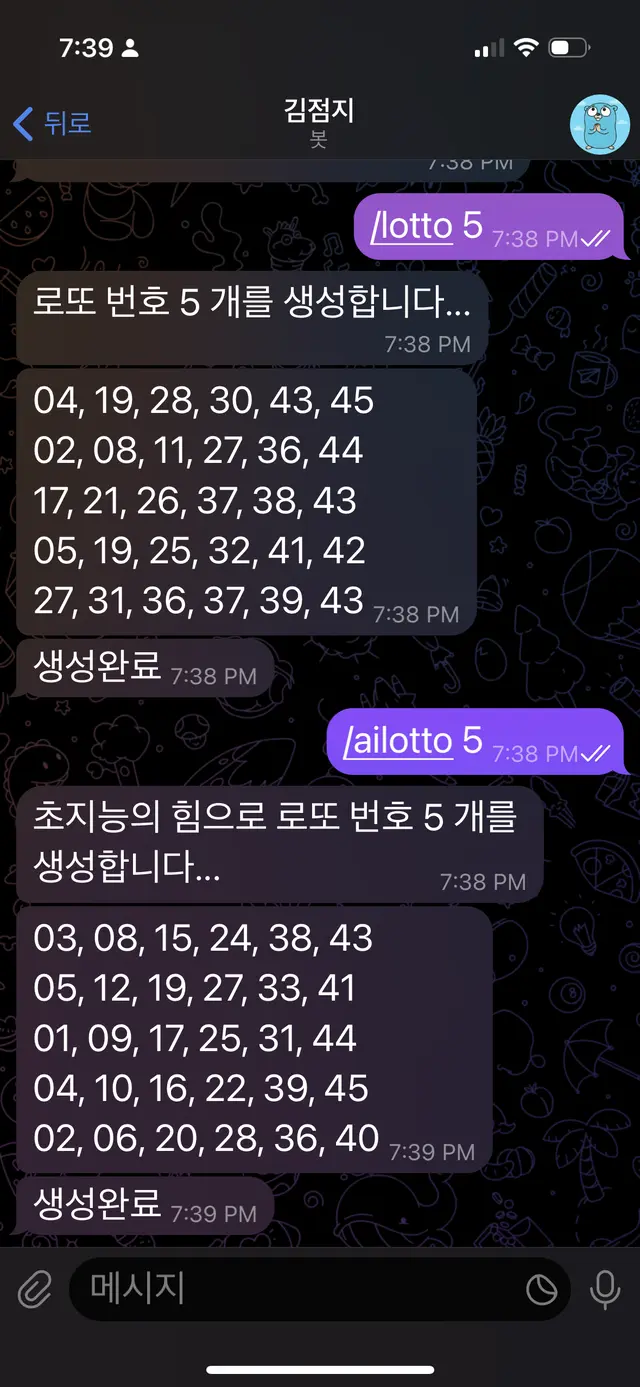 7:39
뒤로
김점지
봇
7:38 PM
/lotto 5 7:38 PM
로또 번호 5 개를 생성합니다...
7:38 PM
04, 19, 28, 30, 43, 45
02, 08, 11, 27, 36, 44
17, 21, 26, 37, 38, 43
05, 19, 25, 32, 41, 42
27, 31, 36, 37, 39, 43 7:38 PM
생성완료 7:38 PM
/ailotto 5 7:38 PM
초지능의 힘으로 로또 번호 5 개를
생성합니다... 7:38 PM
03, 08, 15, 24, 38, 43
05, 12, 19, 27, 33, 41
01, 09, 17, 25, 31, 44
04, 10, 16, 22, 39, 45
02, 06, 20, 28, 36, 40 7:39 PM
생성완료 7:39 PM
메시지